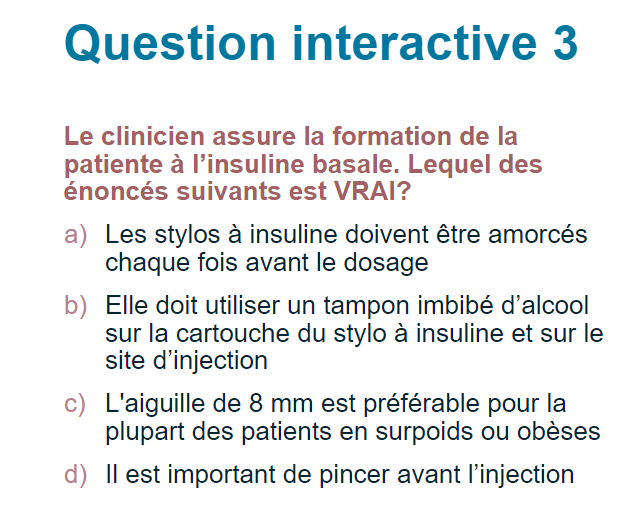 Question interactive 3
Le clinicien assure la formation de la
patiente à l’insuline basale. Lequel des
énoncés suivants est VRAI?
a) Les stylos à insuline doivent être amorcés
chaque fois avant le dosage
b) Elle doit utiliser un tampon imbibé d’alcool
sur la cartouche du stylo à insuline et sur le
site d’injection
c) L'aiguille de 8 mm est préférable pour la
plupart des patients en surpoids ou obèses
d) Il est important de pincer avant l’injection